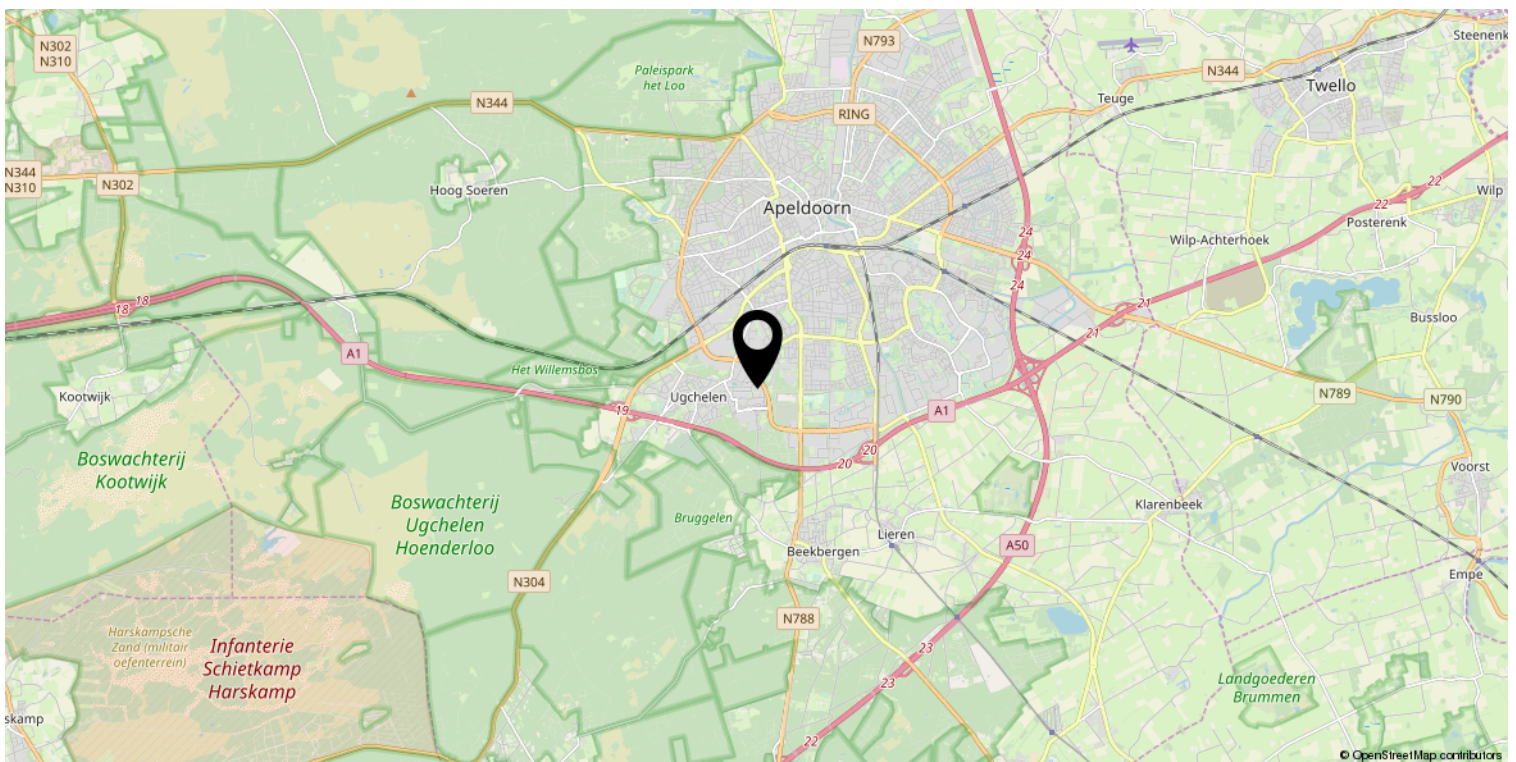 N302
N310
N793
Steenenk
Paleispark
het Loo
N344
N344
Twello
Teuge
RING
N344
N310
N302
Hoog Soeren
22
Wilp
22
Apeldoorn
Posterenk
24
Wilp-Achterhoek
24
24
18
18
21
21
Bussloo
A1
Het Willemsbos
Kootwijk
Ugchelen
N789
N790
19
A1
Boswachterij
Kootwijk
20
20
Voorst
Boswachterij
Ugchelen
Hoenderloo
Klarenbeek
Bruggelen
Lieren
Beekbergen
A50
Empe
N304
N788
Harskampsche
Zand (militair
oefenterrein)
Infanterie
Schietkamp
Harskamp
23
23
Landgoederen
Brummen
skamp
22
© OpenStreetMap contributors